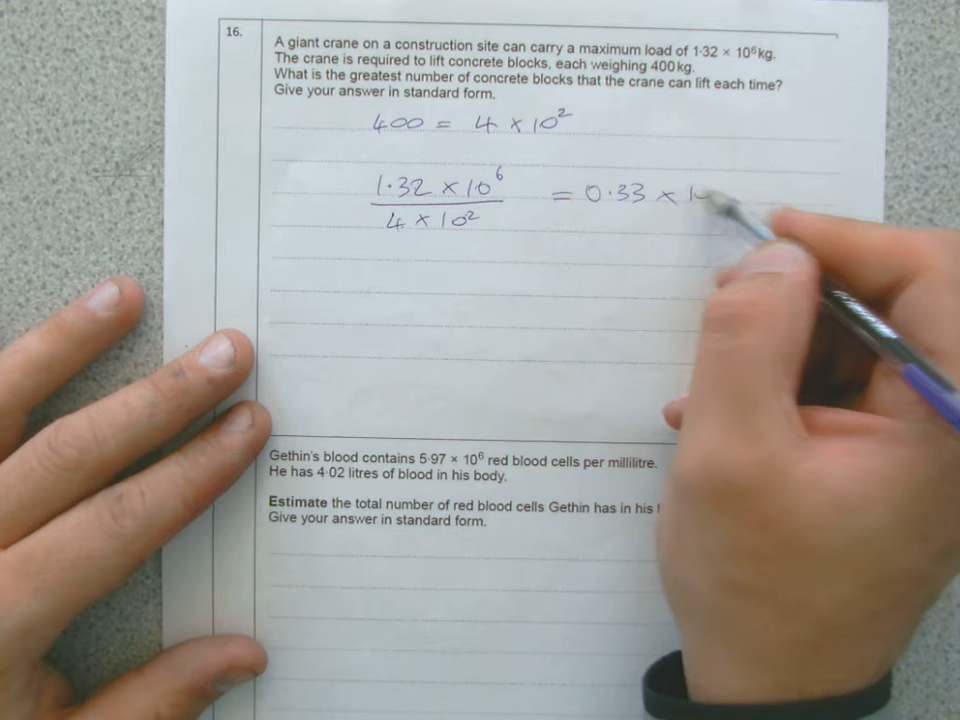 16.
A giant crane on a construction site can carry a maximum load of 1·32 × 10⁶ kg.
The crane is required to lift concrete blocks, each weighing 400 kg.
What is the greatest number of concrete blocks that the crane can lift each time?
Give your answer in standard form.
400 = 4 × 10²
1.32 × 10⁶
4 × 10²
= 0.33 × 1
Gethin's blood contains 5·97 × 10⁶ red blood cells per millilitre.
He has 4·02 litres of blood in his body.
Estimate the total number of red blood cells Gethin has in his
Give your answer in standard form.